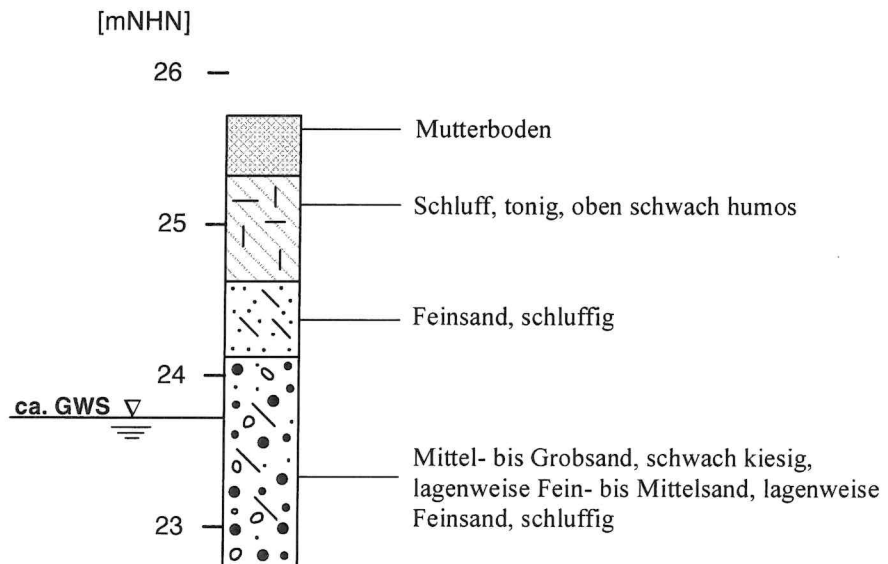 [mNHN]
26
Mutterboden
Schluff, tonig, oben schwach humos
25
Feinsand, schluffig
24
ca. GWS
Mittel- bis Grobsand, schwach kiesig,
lagenweise Fein- bis Mittelsand, lagenweise
Feinsand, schluffig
23